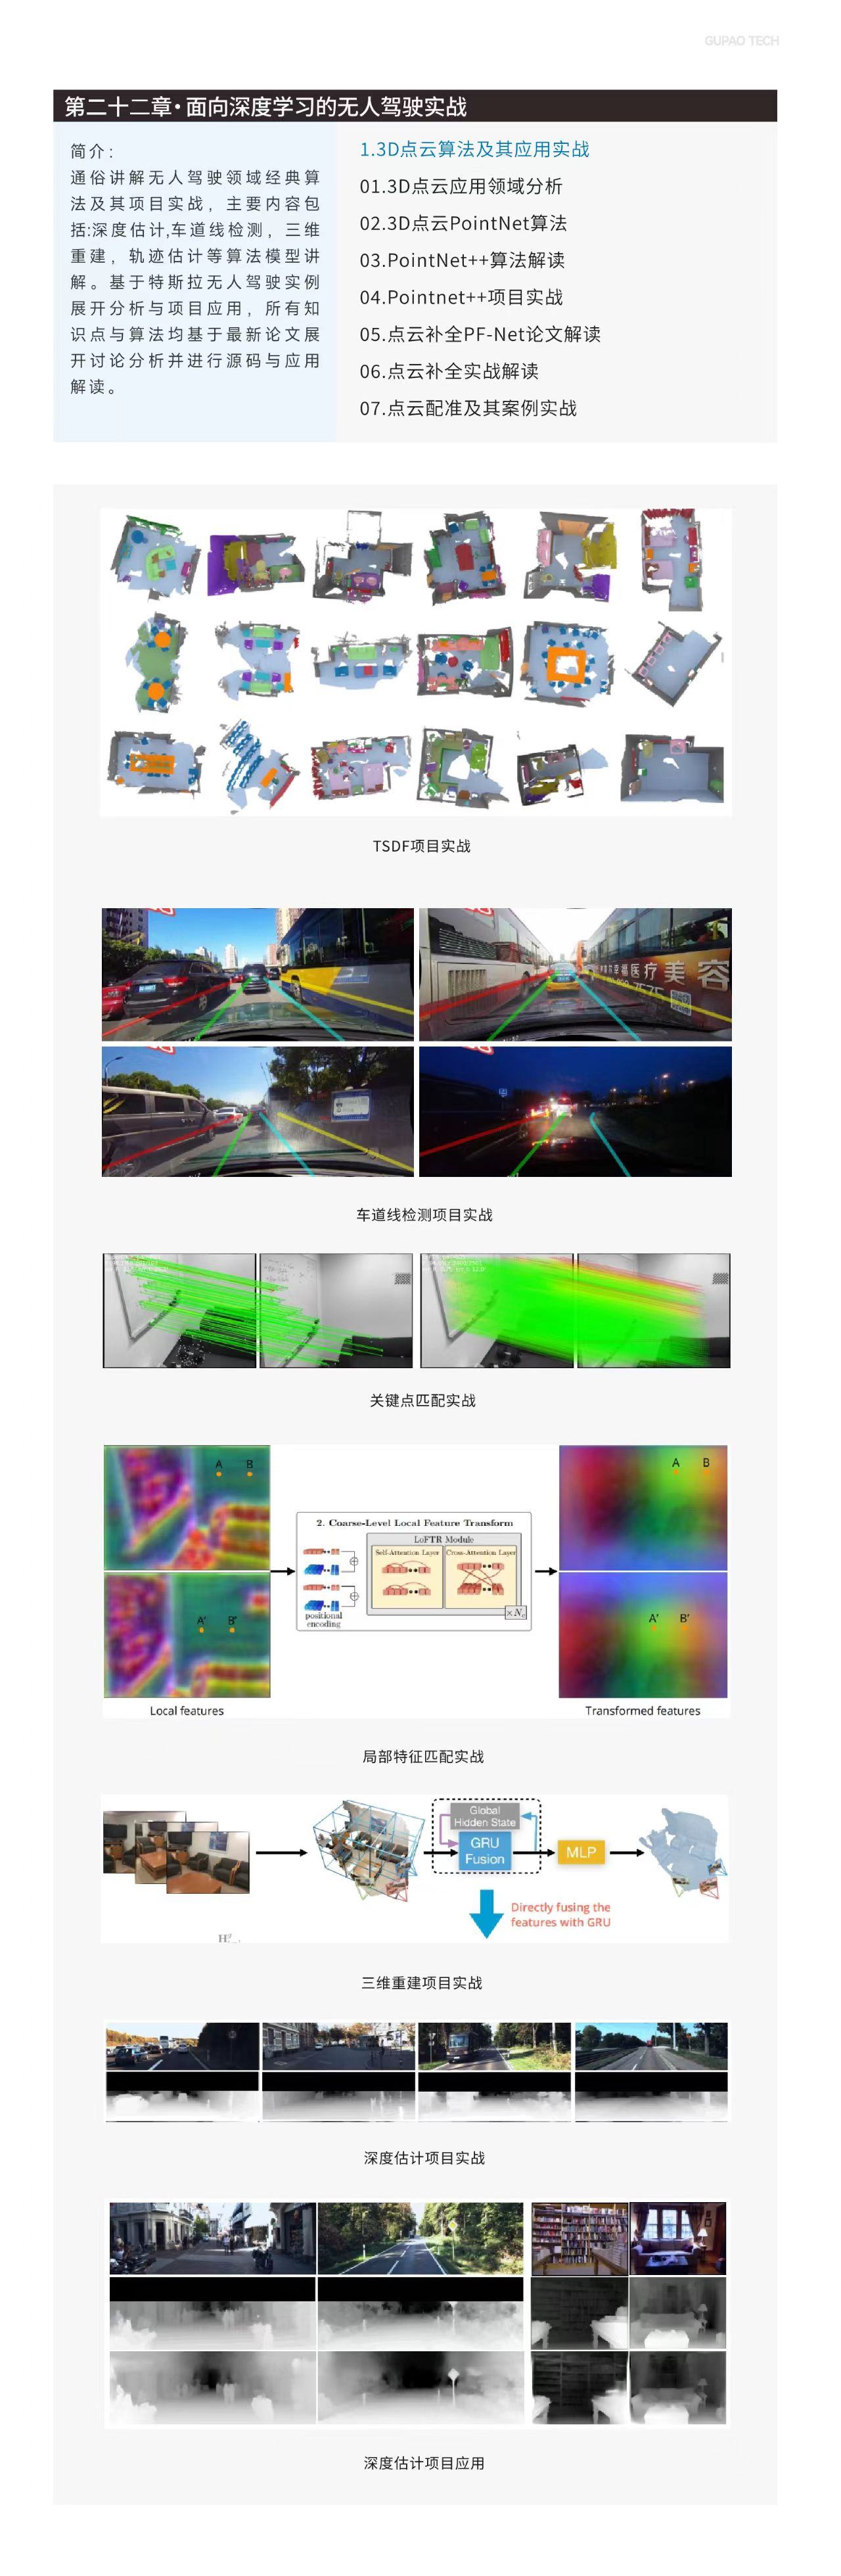 GUPAO TECH
第二十二章·面向深度学习的无人驾驶实战
简介：
通俗讲解无人驾驶领域经典算
法及其项目实战，主要内容包
括:深度估计,车道线检测，三维
重建，轨迹估计等算法模型讲
解。基于特斯拉无人驾驶实例
展开分析与项目应用，所有知
识点与算法均基于最新论文展
开讨论分析并进行源码与应用
解读。
1.3D点云算法及其应用实战
01.3D点云应用领域分析
02.3D点云PointNet算法
03.PointNet++算法解读
04.Pointnet++项目实战
05.点云补全PF-Net论文解读
06.点云补全实战解读
07.点云配准及其案例实战
TSDF项目实战
医疗美容
车道线检测项目实战
关键点匹配实战
A B
A B
2. Coarse-Level Local Feature Transform
LoFTR Module
Self-Attention Layer Cross-Attention Layer
positional
encoding
A' B'
A' B'
Local features
Transformed features
局部特征匹配实战
Global
Hidden State
GRU
Fusion
MLP
Directly fusing the
features with GRU
三维重建项目实战
深度估计项目实战
深度估计项目应用